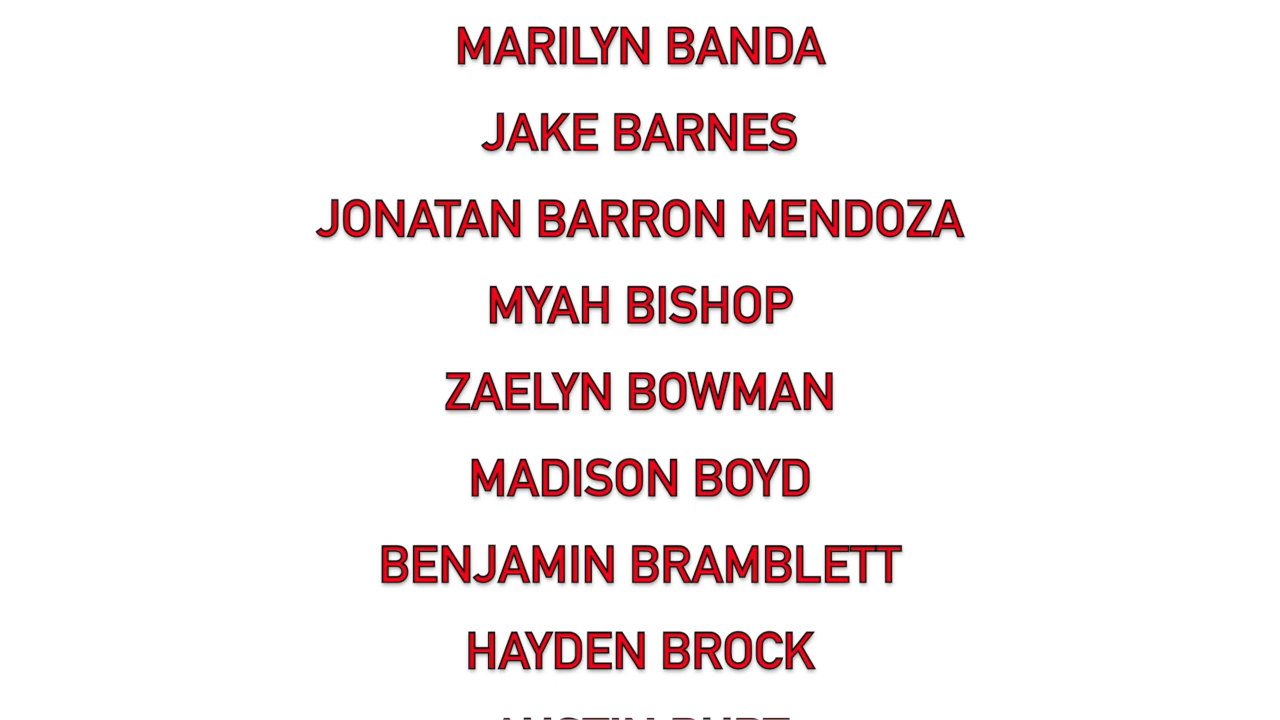 MARILYN BANDA
JAKE BARNES
JONATAN BARRON MENDOZA
MYAH BISHOP
ZAELYN BOWMAN
MADISON BOYD
BENJAMIN BRAMBLETT
HAYDEN BROCK